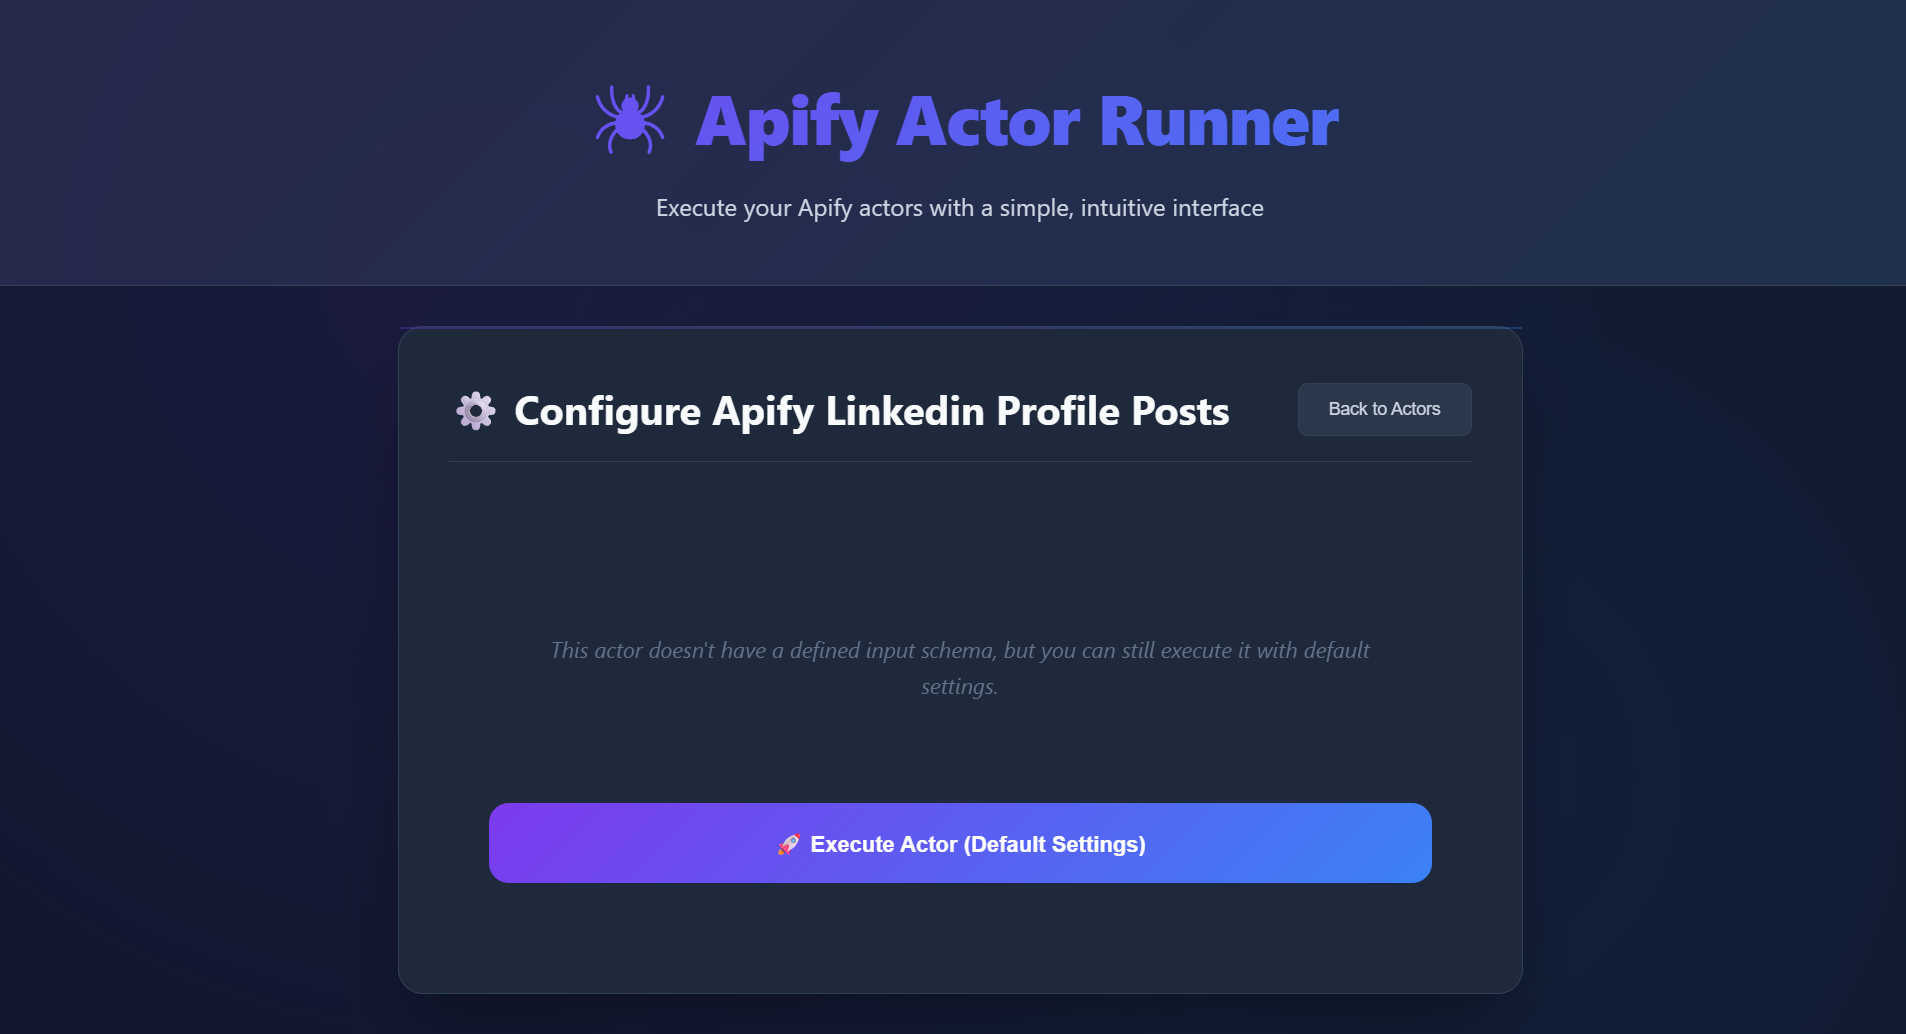 Apify Actor Runner
Execute your Apify actors with a simple, intuitive interface
Configure Apify Linkedin Profile Posts
Back to Actors
This actor doesn't have a defined input schema, but you can still execute it with default
settings.
🚀 Execute Actor (Default Settings)